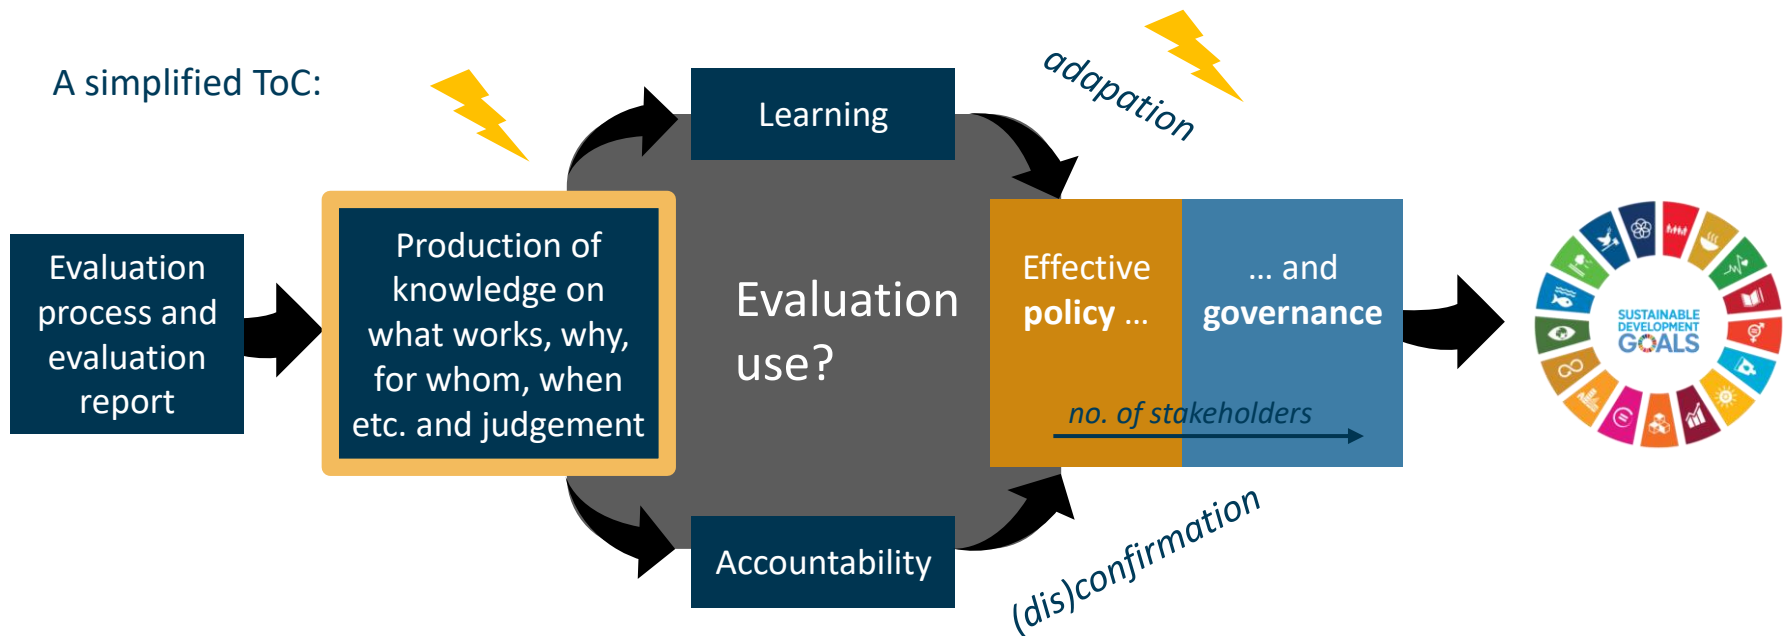 A simplified ToC:
adapation
Learning
Evaluation
process and
evaluation
report
Production of
knowledge on
what works, why,
for whom, when
etc. and judgement
Evaluation
use?
Effective
policy ...
... and
governance
no. of stakeholders
SUSTAINABLE
DEVELOPMENT
GOALS
Accountability
(dis)confirmation